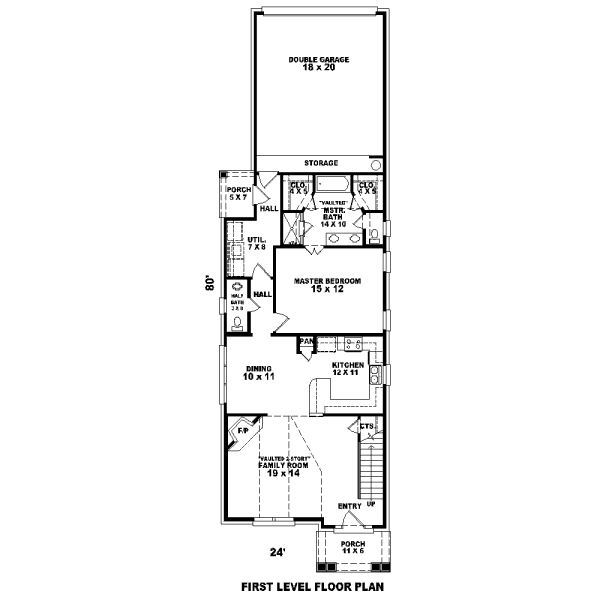 DOUBLE GARAGE
18 x 20
STORAGE
PORCH
5 X 7
HALL
CLO.
4 X 5
"VAULTED"
MSTR.
BATH
14 X 10
CLO.
4 X 5
UTIL.
7 X 8
MASTER BEDROOM
15 x 12
80'
HALF
BATH
HALL
PAN
KITCHEN
12 X 11
DINING
10 x 11
F/P
CTS.
"VAULTED 2-STORY"
FAMILY ROOM
19 x 14
UP
ENTRY
PORCH
11 X 6
24'
FIRST LEVEL FLOOR PLAN